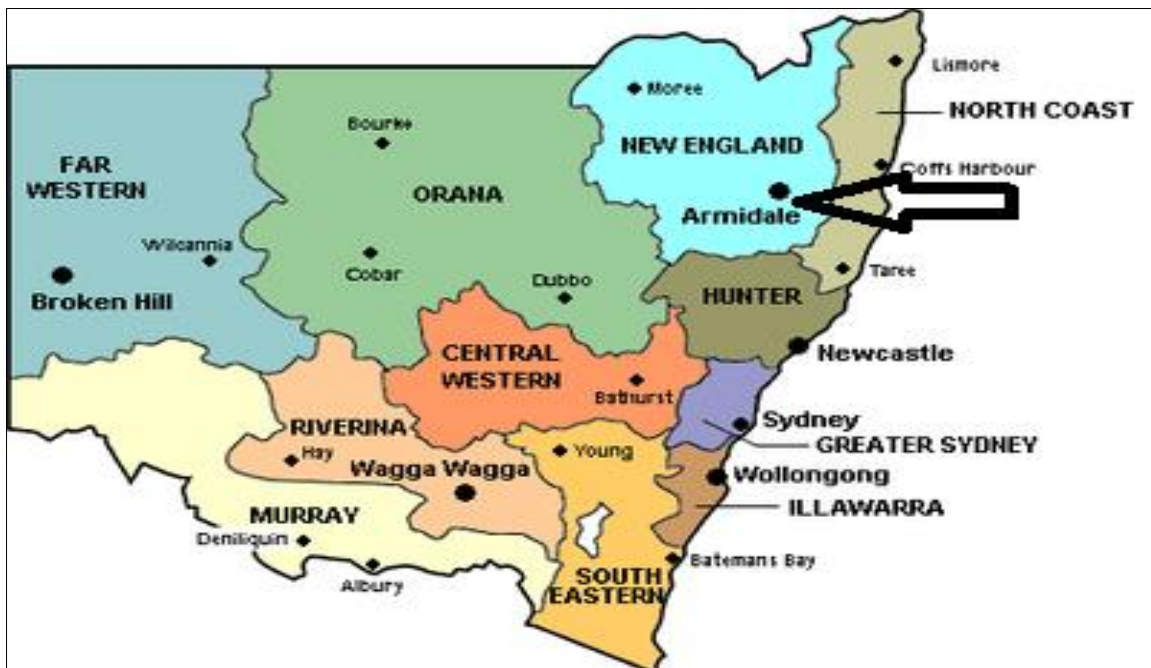 Lismore
Moree
NORTH COAST
Bourke
NEW ENGLAND
FAR
WESTERN
Coffs Harbour
ORANA
Armidale
Wilcannia
Cobar
Dubbo
Taree
Broken Hill
HUNTER
CENTRAL
WESTERN
Newcastle
Bathurst
RIVERINA
Sydney
GREATER SYDNEY
Hay
Wagga Wagga
Young
Wollongong
ILLAWARRA
MURRAY
Deniliquin
Albury
Batemans Bay
SOUTH
EASTERN